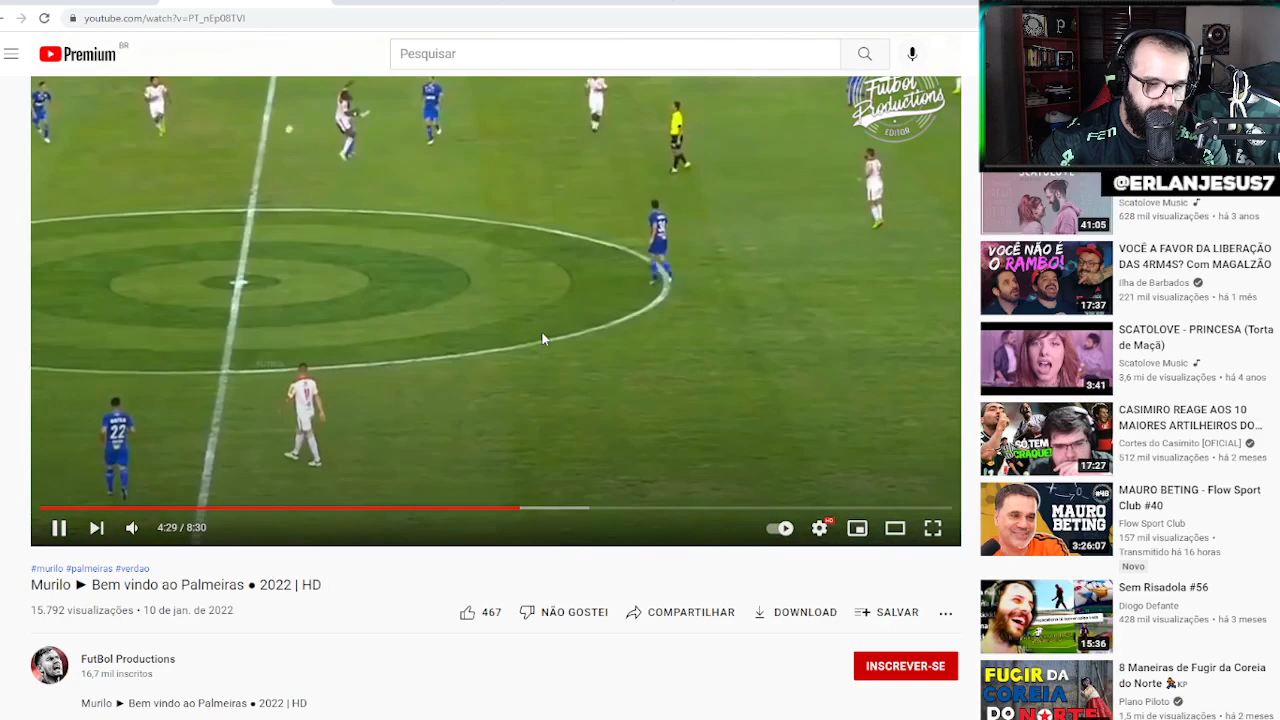 youtube.com/watch?v=PT_nEp08TVI
Premium BR
Pesquisar
Futbol
Productions
EDITOR
22
4:29 / 8:30
HD
#murilo #palmeiras #verdao
Murilo ► Bem vindo ao Palmeiras ● 2022 | HD
15.792 visualizações • 10 de jan. de 2022
467
NÃO GOSTEI
COMPARTILHAR
DOWNLOAD
SALVAR
FutBol Productions
16,7 mil inscritos
INSCREVER-SE
Murilo ► Bem vindo ao Palmeiras ● 2022 | HD
@ERLANJESUS7
41:05
Scatolove Music
628 mil visualizações • há 3 anos
VOCÊ NÃO É
O RAMBO!
17:37
VOCÊ A FAVOR DA LIBERAÇÃO
DAS 4RM4S? Com MAGALZÃO
Ilha de Barbados
221 mil visualizações • há 1 mês
3:41
SCATOLOVE - PRINCESA (Torta
de Maçã)
Scatolove Music
3,6 mi de visualizações • há 4 anos
SÓ TEM
CRAQUE!
17:27
CASIMIRO REAGE AOS 10
MAIORES ARTILHEIROS DO...
Cortes do Casimito [OFICIAL]
512 mil visualizações • há 2 meses
#40
MAURO
BETING
3:26:07
MAURO BETING - Flow Sport
Club #40
Flow Sport Club
157 mil visualizações •
Transmitido há 16 horas
Novo
15:36
Sem Risadola #56
Diogo Defante
428 mil visualizações • há 3 meses
FUGIR DA
COREIA
DO NORTE
8 Maneiras de Fugir da Coreia
do Norte KP
Plano Piloto
1,5 mi de visualizações • há 2 meses